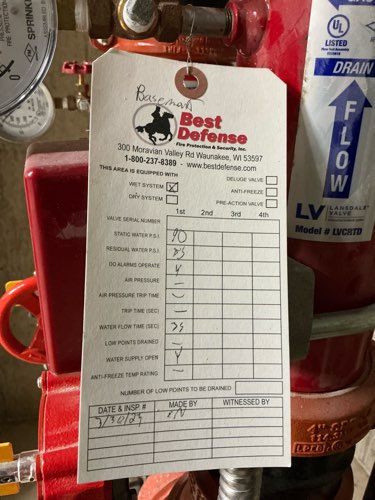 SPRINK
UL
LISTED
DRAIN
FLOW
LV LANSDALE VALVE
Model # LVCRTD
Basement
Best
Defense
Fire Protection & Security, Inc.
300 Moravian Valley Rd Waunakee, WI 53597
1-800-237-8389 - www.bestdefense.com
THIS AREA IS EQUIPPED WITH
WET SYSTEM X
DRY SYSTEM
DELUGE VALVE
ANTI-FREEZE
PRE-ACTION VALVE
1st 2nd 3rd 4th
VALVE SERIAL NUMBER
STATIC WATER P.S.I. 90
RESIDUAL WATER P.S.I. 85
DO ALARMS OPERATE Y
AIR PRESSURE —
AIR PRESSURE TRIP TIME —
TRIP TIME (SEC) —
WATER FLOW TIME (SEC)
LOW POINTS DRAINED —
WATER SUPPLY OPEN Y
ANTI-FREEZE TEMP RATING —
NUMBER OF LOW POINTS TO BE DRAINED
DATE & INSP # MADE BY WITNESSED BY